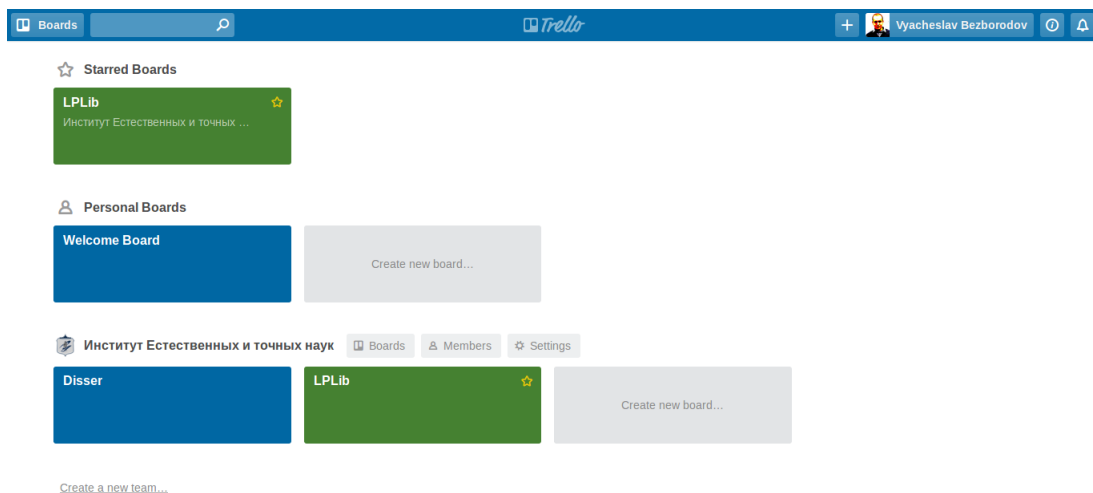 Boards
Trello
Vyacheslav Bezborodov
Starred Boards
LPLib
Институт Естественных и точных …
Personal Boards
Welcome Board
Create new board…
Институт Естественных и точных наук
Boards
Members
Settings
Disser
LPLib
Create new board…
Create a new team…